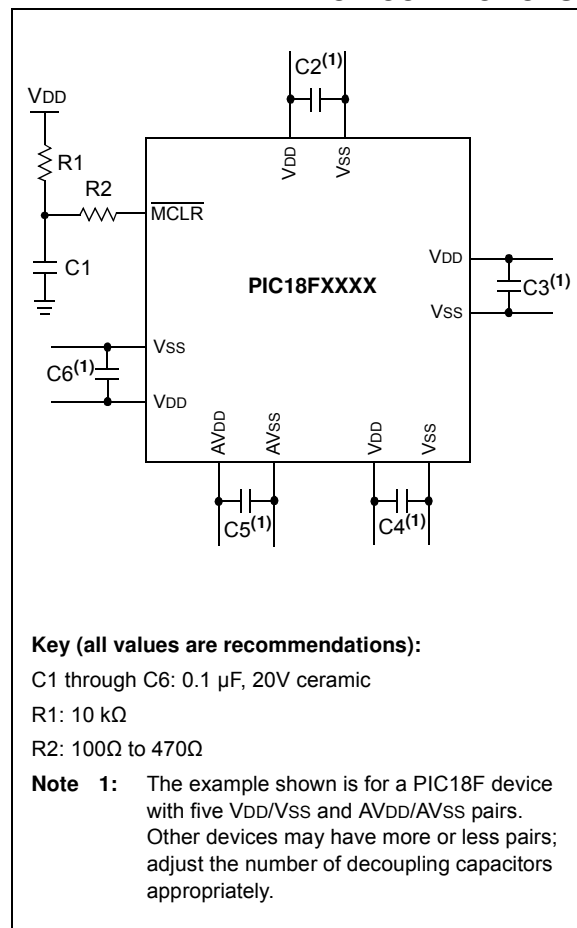 C2(1)
VDD
VDD
VSS
R1
R2
MCLR
C1
PIC18FXXXX
VDD
C3(1)
VSS
VSS
C6(1)
VDD
AVDD
AVSS
VDD
VSS
C5(1)
C4(1)
Key (all values are recommendations):
C1 through C6: 0.1 µF, 20V ceramic
R1: 10 kΩ
R2: 100Ω to 470Ω
Note 1: The example shown is for a PIC18F device
with five VDD/VSS and AVDD/AVSS pairs.
Other devices may have more or less pairs;
adjust the number of decoupling capacitors
appropriately.